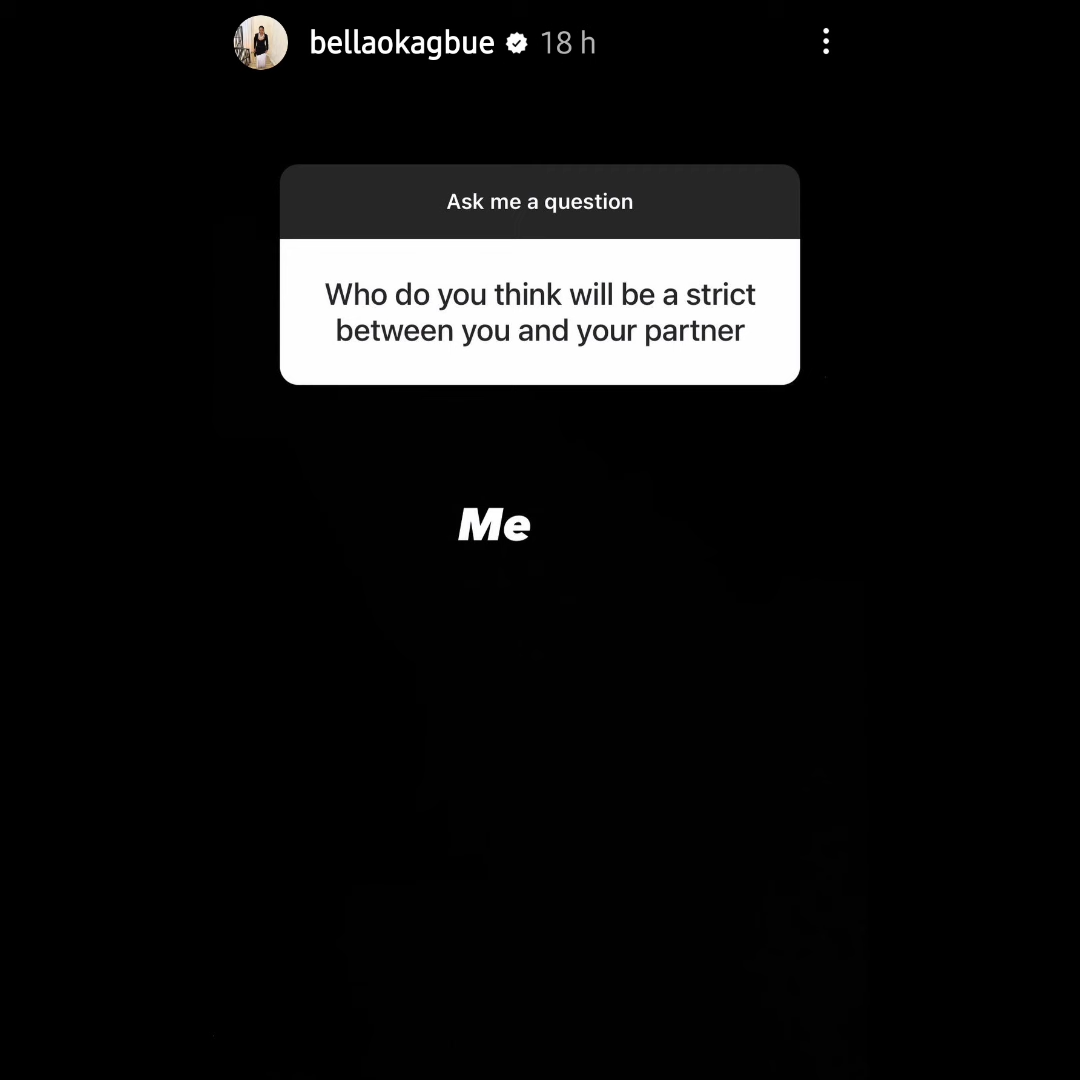 bellaokagbue 18 h
Ask me a question
Who do you think will be a strict
between you and your partner
Me